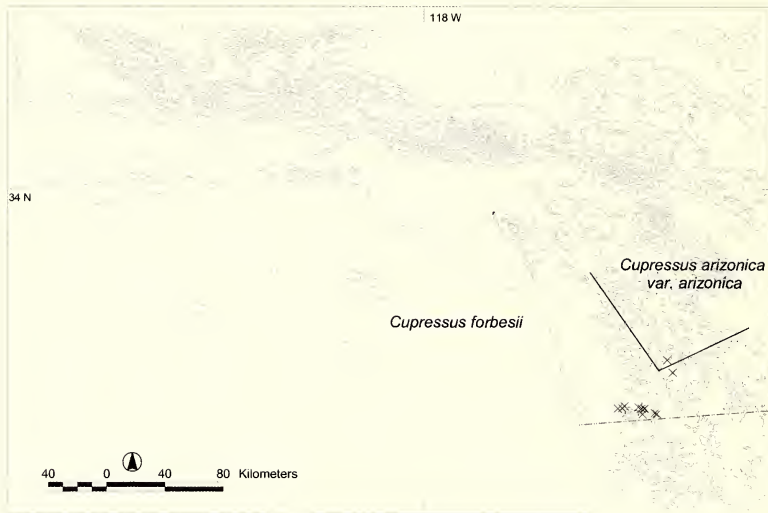 118 W
34 N
Cupressus arizonica
var. arizonica
Cupressus forbesii
40 0 40 80 Kilometers